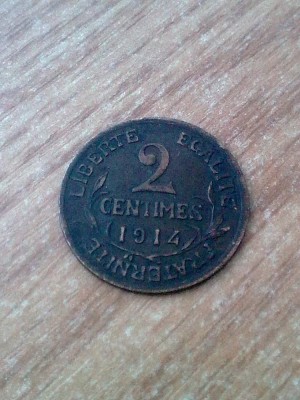 LIBERTE EGALITE FRATERNITE
2
CENTIMES
1914